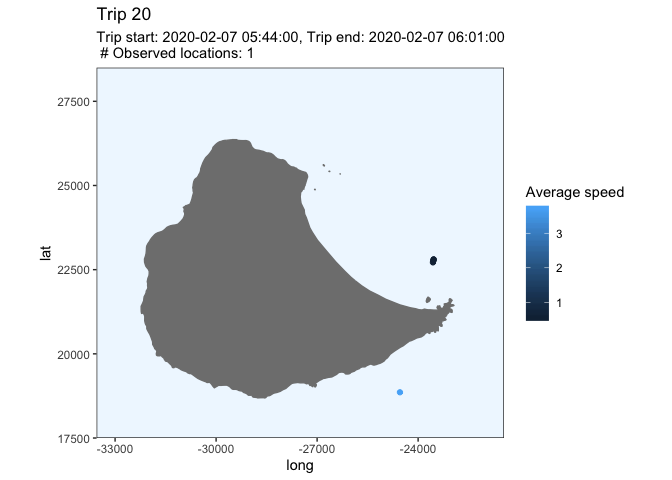 Trip 20
Trip start: 2020-02-07 05:44:00, Trip end: 2020-02-07 06:01:00
# Observed locations: 1
27500
25000
22500
20000
17500
lat
-33000
-30000
-27000
-24000
long
Average speed
3
2
1